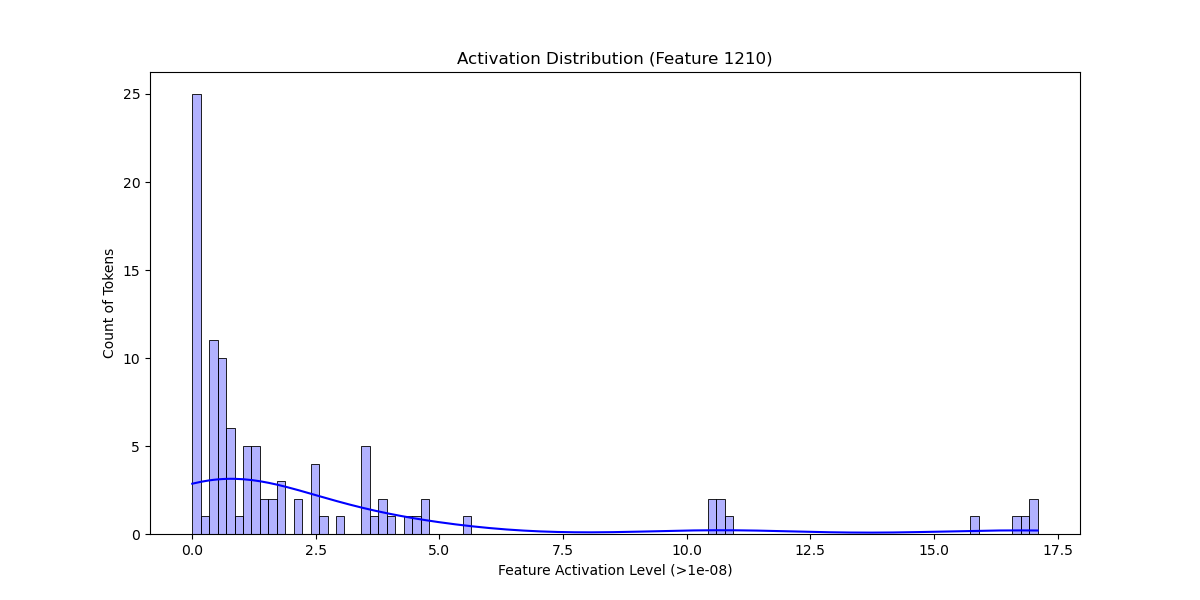 Activation Distribution (Feature 1210)
25
20
15
10
5
0
Count of Tokens
0.0 2.5 5.0 7.5 10.0 12.5 15.0 17.5
Feature Activation Level (>1e-08)